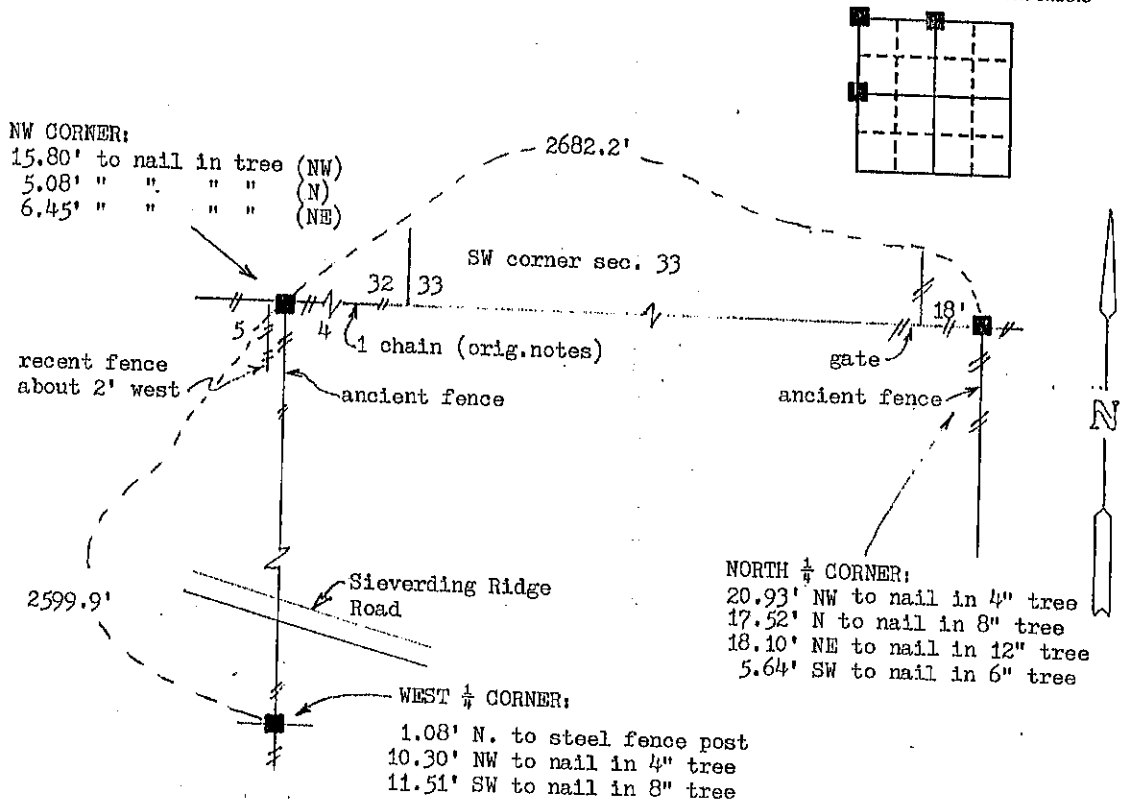 NW CORNER:
15.80' to nail in tree (NW)
5.08' " " " " (N)
6.45' " " " " (NE)
2682.2'
SW corner sec. 33
32 33
5 4
1 chain (orig.notes)
18'
gate
recent fence
about 2' west
ancient fence
ancient fence
N
2599.9'
Sieverding Ridge
Road
NORTH ¼ CORNER:
20.93' NW to nail in 4" tree
17.52' N to nail in 8" tree
18.10' NE to nail in 12" tree
5.64' SW to nail in 6" tree
WEST ¼ CORNER:
1.08' N. to steel fence post
10.30' NW to nail in 4" tree
11.51' SW to nail in 8" tree